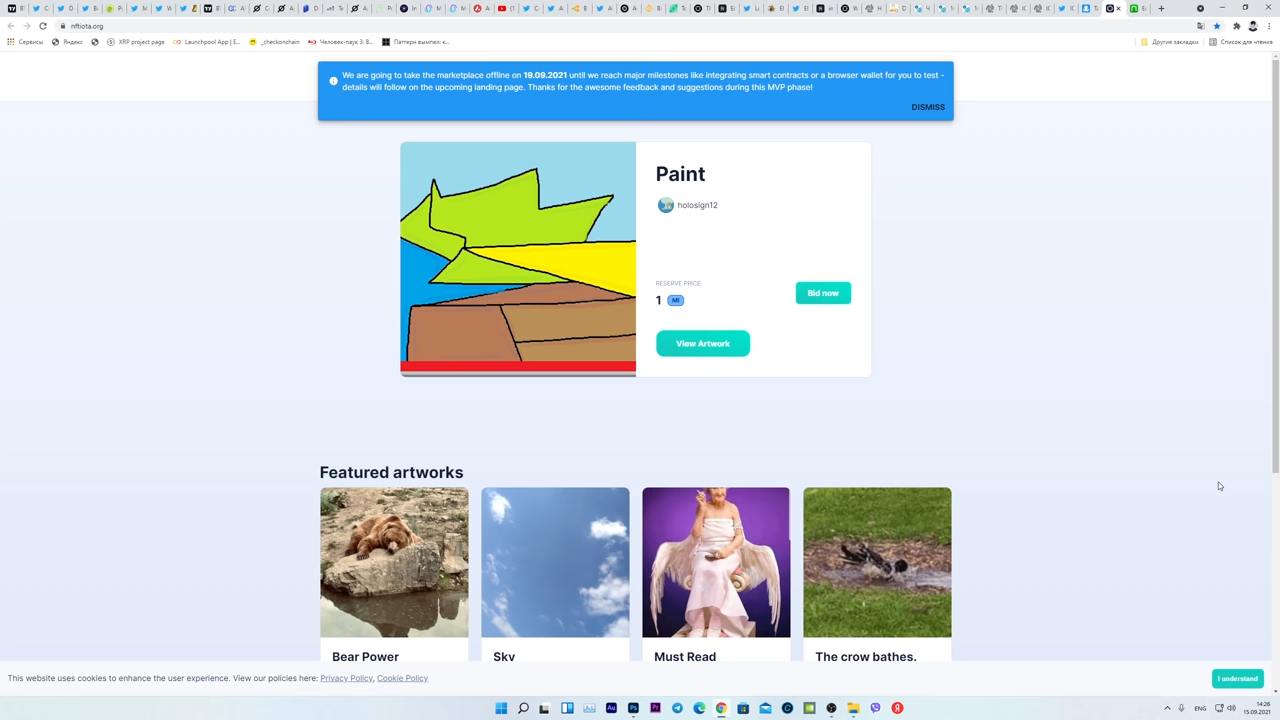 nftiota.org
Сервисы
Яндекс
XRP project page
Launchpool App | E...
_checkonchain
Человек-паук 3: В...
Паттерн вымпел: к...
Другие закладки
Список для чтения
We are going to take the marketplace offline on 19.09.2021 until we reach major milestones like integrating smart contracts or a browser wallet for you to test -
details will follow on the upcoming landing page. Thanks for the awesome feedback and suggestions during this MVP phase!
DISMISS
Paint
holosign12
RESERVE PRICE
1 MI
Bid now
View Artwork
Featured artworks
Bear Power
Sky
Must Read
The crow bathes.
This website uses cookies to enhance the user experience. View our policies here: Privacy Policy, Cookie Policy
I understand
ENG
14:26
15.09.2021